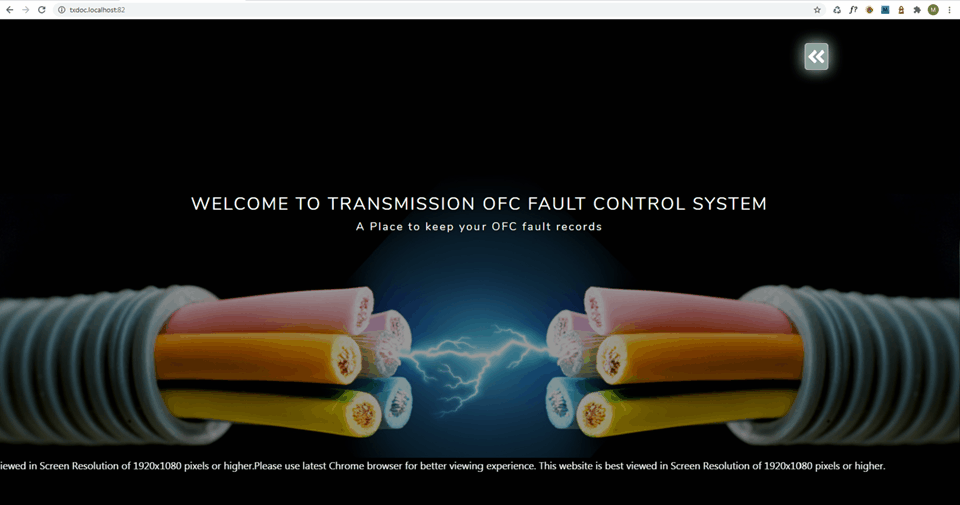 txdoc.localhost:82
f?
M
WELCOME TO TRANSMISSION OFC FAULT CONTROL SYSTEM
A Place to keep your OFC fault records
iewed in Screen Resolution of 1920x1080 pixels or higher.Please use latest Chrome browser for better viewing experience. This website is best viewed in Screen Resolution of 1920x1080 pixels or higher.